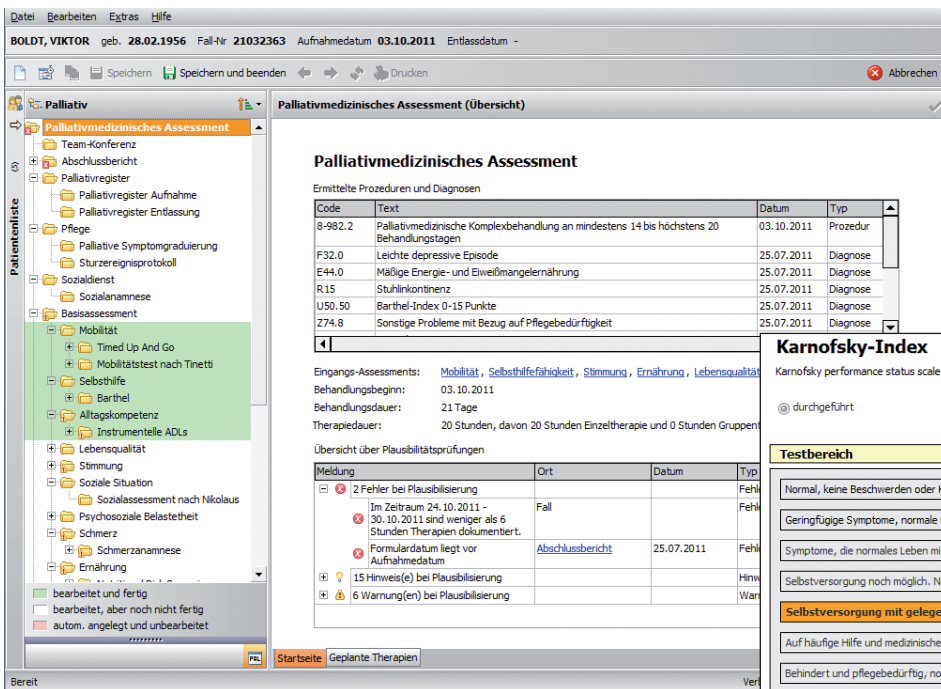 Datei Bearbeiten Extras Hilfe
BOLDT, VIKTOR geb. 28.02.1956 Fall-Nr 21032363 Aufnahmedatum 03.10.2011 Entlassdatum -
Speichern Speichern und beenden Drucken Abbrechen
Patientenliste (5)
Palliativ
Palliativmedizinisches Assessment
Team-Konferenz
Abschlussbericht
Palliativregister
Palliativregister Aufnahme
Palliativregister Entlassung
Pflege
Palliative Symptomgraduierung
Sturzereignisprotokoll
Sozialdienst
Sozialanamnese
Basisassessment
Mobilität
Timed Up And Go
Mobilitätstest nach Tinetti
Selbsthilfe
Barthel
Alltagskompetenz
Instrumentelle ADLs
Lebensqualität
Stimmung
Soziale Situation
Sozialassessment nach Nikolaus
Psychosoziale Belastetheit
Schmerz
Schmerzanamnese
Ernährung
bearbeitet und fertig
bearbeitet, aber noch nicht fertig
autom. angelegt und unbearbeitet
PBL
Bereit
Palliativmedizinisches Assessment (Übersicht)
Palliativmedizinisches Assessment
Ermittelte Prozeduren und Diagnosen
Code Text Datum Typ
8-982.2 Palliativmedizinische Komplexbehandlung an mindestens 14 bis höchstens 20 03.10.2011 Prozedur
Behandlungstagen
F32.0 Leichte depressive Episode 25.07.2011 Diagnose
E44.0 Mäßige Energie- und Eiweißmangelernährung 25.07.2011 Diagnose
R15 Stuhlinkontinenz 25.07.2011 Diagnose
U50.50 Barthel-Index 0-15 Punkte 25.07.2011 Diagnose
Z74.8 Sonstige Probleme mit Bezug auf Pflegebedürftigkeit 25.07.2011 Diagnose
Eingangs-Assessments: Mobilität , Selbsthilfefähigkeit , Stimmung , Ernährung , Lebensqualität
Behandlungsbeginn: 03.10.2011
Behandlungsdauer: 21 Tage
Therapiedauer: 20 Stunden, davon 20 Stunden Einzeltherapie und 0 Stunden Gruppent
Übersicht über Plausibilitätsprüfungen
Meldung Ort Datum Typ
2 Fehler bei Plausibilisierung Fehle
Im Zeitraum 24.10.2011 - Fall Fehle
30.10.2011 sind weniger als 6
Stunden Therapien dokumentiert.
Formulardatum liegt vor Abschlussbericht 25.07.2011 Fehle
Aufnahmedatum
15 Hinweis(e) bei Plausibilisierung Hinw
6 Warnung(en) bei Plausibilisierung Warn
Startseite Geplante Therapien
Karnofsky-Index
Karnofsky performance status scale
durchgeführt
Testbereich
Normal, keine Beschwerden oder
Geringfügige Symptome, normale
Symptome, die normales Leben mi
Selbstversorgung noch möglich. N
Selbstversorgung mit gelege
Auf häufige Hilfe und medizinische
Behindert und pflegebedürftig, no